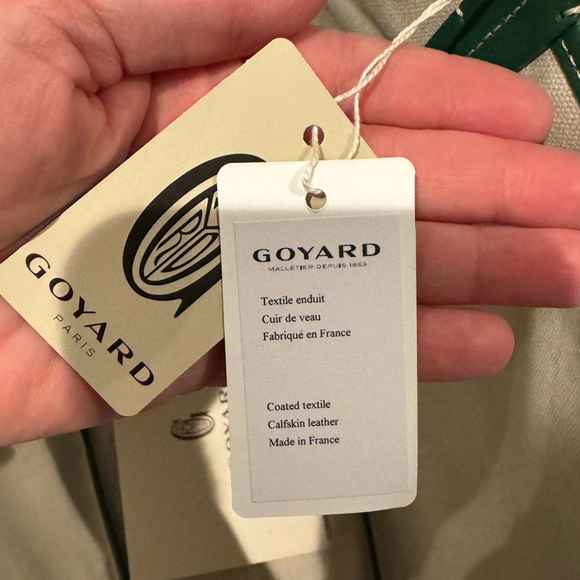 GOYARD
PARIS
GOYARD
MALLETIER DEPUIS 1853
Textile enduit
Cuir de veau
Fabriqué en France
Coated textile
Calfskin leather
Made in France
GOYARD